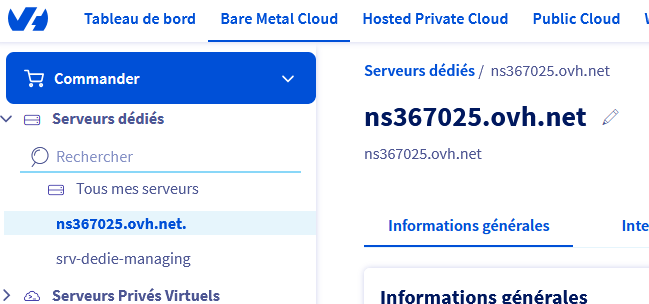 Tableau de bord Bare Metal Cloud Hosted Private Cloud Public Cloud
Commander
Serveurs dédiés
Rechercher
Tous mes serveurs
ns367025.ovh.net.
srv-dedie-managing
Serveurs Privés Virtuels
Serveurs dédiés / ns367025.ovh.net
ns367025.ovh.net
ns367025.ovh.net
Informations générales Inte
Informations générales